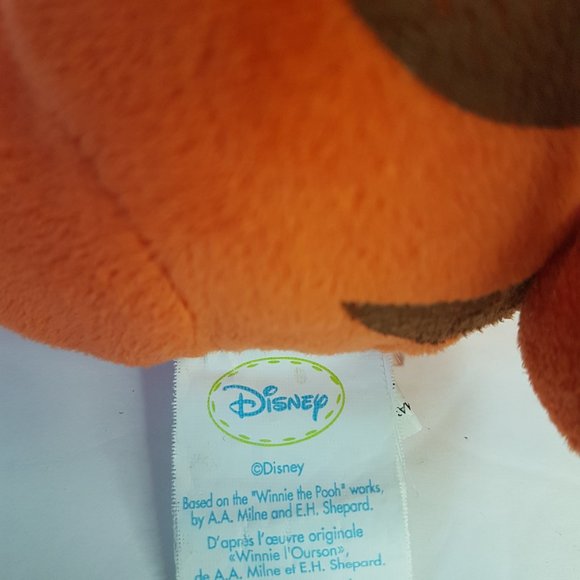 Disney
©Disney
Based on the "Winnie the Pooh" works,
by A.A. Milne and E.H. Shepard.
D'après l'œuvre originale
«Winnie l'Ourson»,
de A.A. Milne et E.H. Shepard.